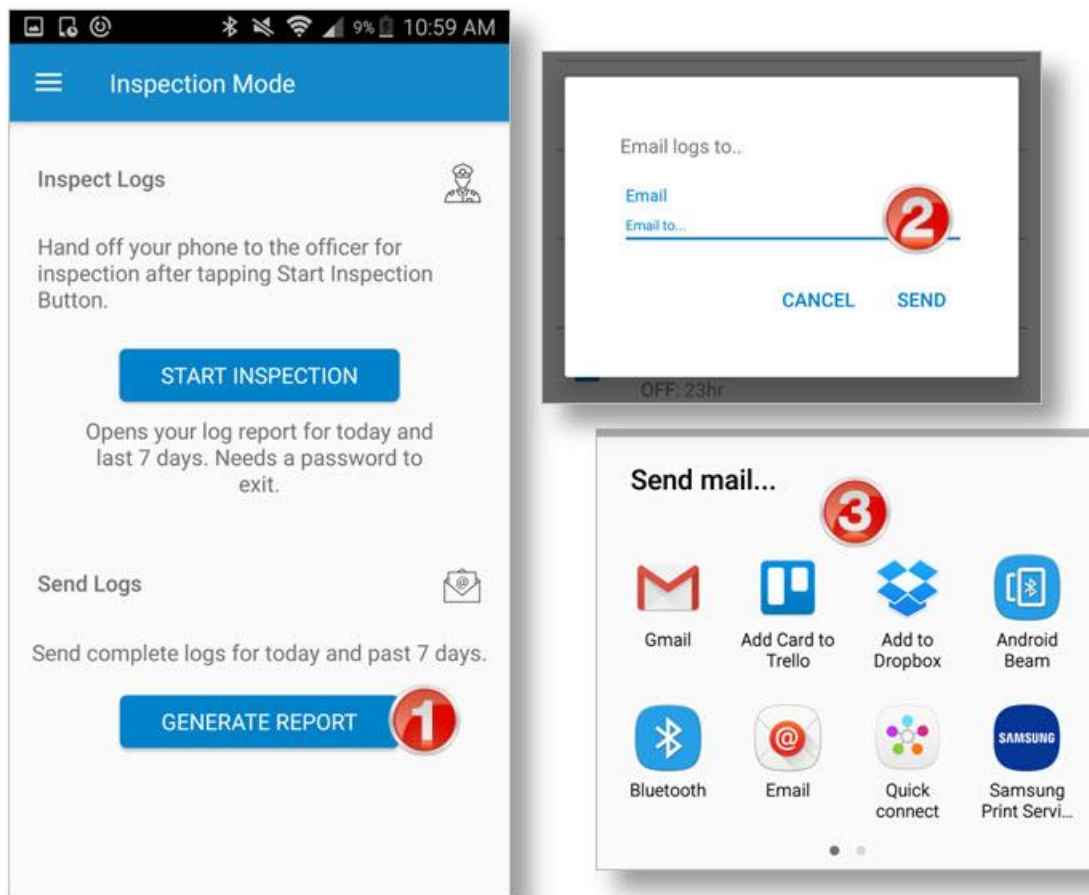 9% 10:59 AM
Inspection Mode
Inspect Logs
Hand off your phone to the officer for
inspection after tapping Start Inspection
Button.
START INSPECTION
Opens your log report for today and
last 7 days. Needs a password to
exit.
Send Logs
Send complete logs for today and past 7 days.
GENERATE REPORT
1
Email logs to..
Email
Email to...
2
CANCEL SEND
OFF: 23hr
Send mail...
3
Gmail
Add Card to
Trello
Add to
Dropbox
Android
Beam
Bluetooth
Email
Quick
connect
SAMSUNG
Samsung
Print Servi...